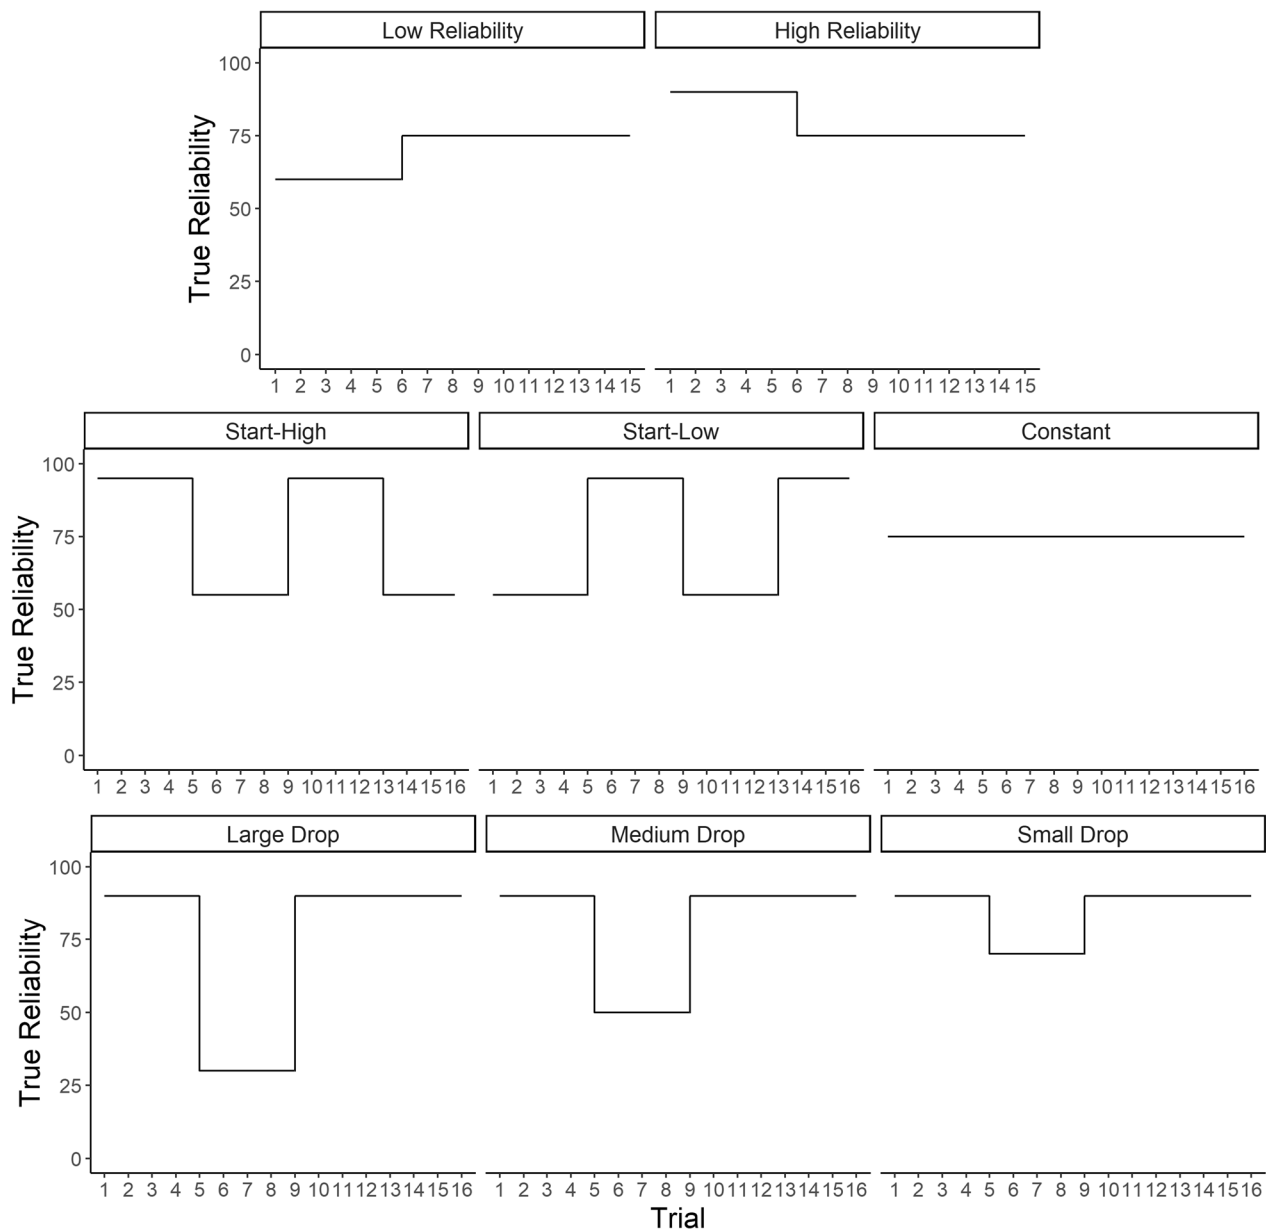 Low Reliability High Reliability
True Reliability
100
75
50
25
0
1 2 3 4 5 6 7 8 9 10 11 12 13 14 15 1 2 3 4 5 6 7 8 9 10 11 12 13 14 15
Start-High Start-Low Constant
True Reliability
100
75
50
25
0
1 2 3 4 5 6 7 8 9 10 11 12 13 14 15 16 1 2 3 4 5 6 7 8 9 10 11 12 13 14 15 16 1 2 3 4 5 6 7 8 9 10 11 12 13 14 15 16
Large Drop Medium Drop Small Drop
True Reliability
100
75
50
25
0
1 2 3 4 5 6 7 8 9 10 11 12 13 14 15 16 1 2 3 4 5 6 7 8 9 10 11 12 13 14 15 16 1 2 3 4 5 6 7 8 9 10 11 12 13 14 15 16
Trial